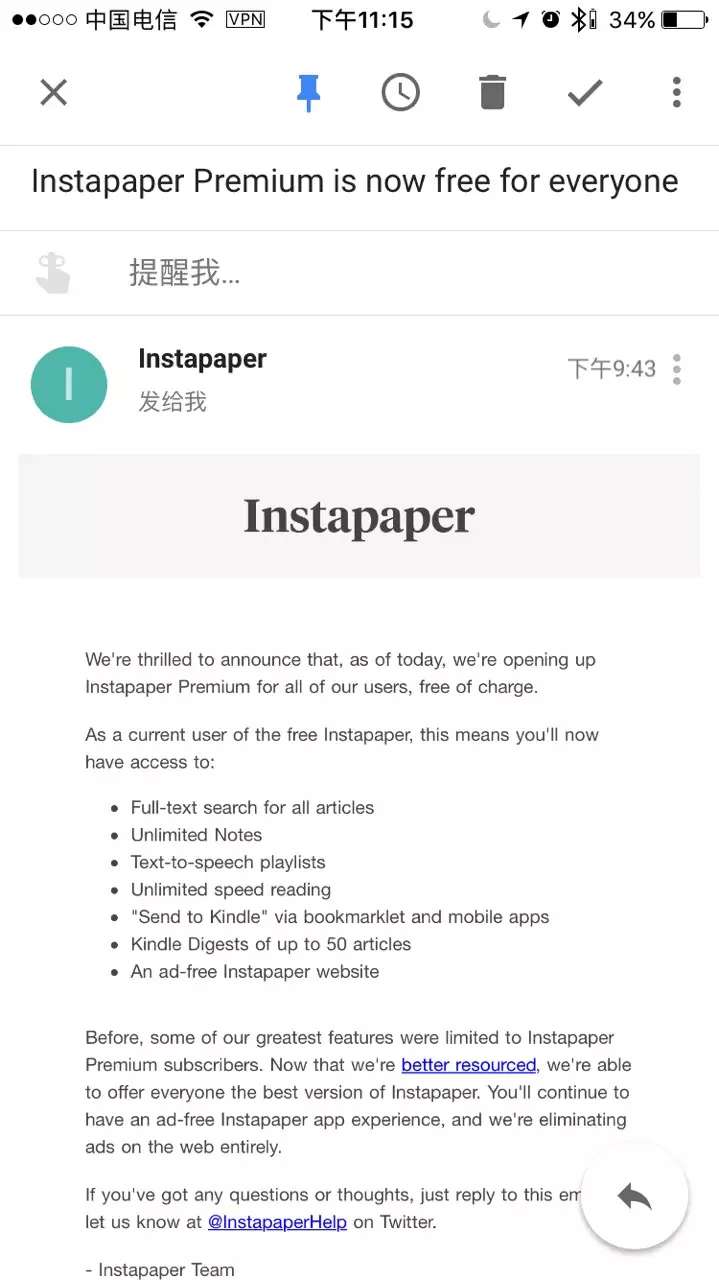 中国电信 VPN 下午11:15 34%
Instapaper Premium is now free for everyone
提醒我...
Instapaper 下午9:43
发给我
I
Instapaper
We're thrilled to announce that, as of today, we're opening up
Instapaper Premium for all of our users, free of charge.
As a current user of the free Instapaper, this means you'll now
have access to:
• Full-text search for all articles
• Unlimited Notes
• Text-to-speech playlists
• Unlimited speed reading
• "Send to Kindle" via bookmarklet and mobile apps
• Kindle Digests of up to 50 articles
• An ad-free Instapaper website
Before, some of our greatest features were limited to Instapaper
Premium subscribers. Now that we're better resourced, we're able
to offer everyone the best version of Instapaper. You'll continue to
have an ad-free Instapaper app experience, and we're eliminating
ads on the web entirely.
If you've got any questions or thoughts, just reply to this
let us know at @InstapaperHelp on Twitter.
- Instapaper Team